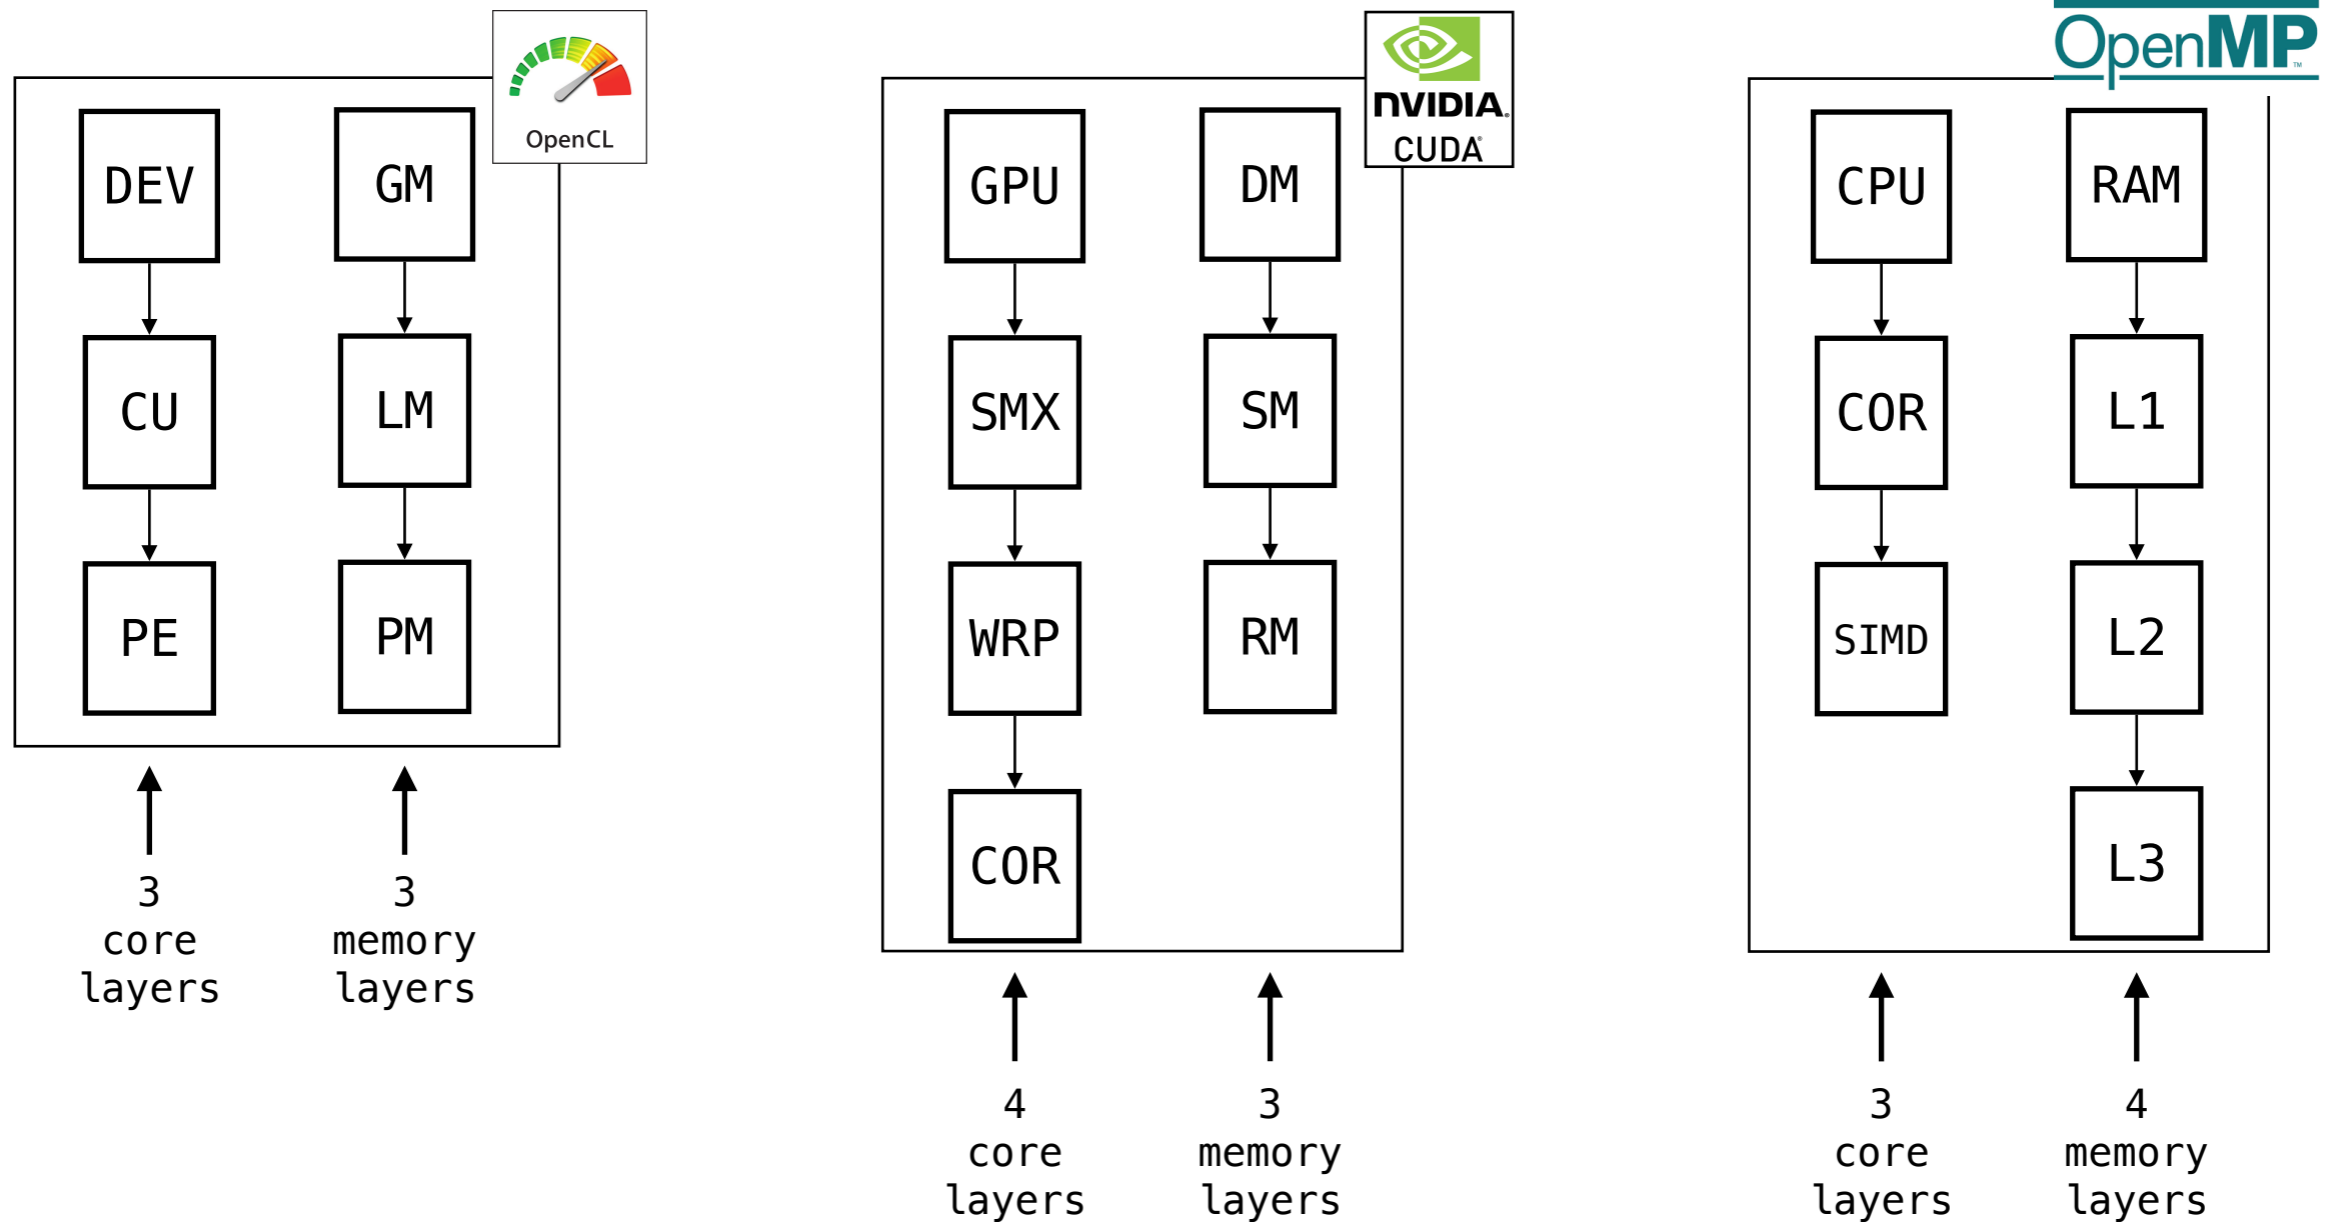 OpenCL
DEV
GM
CU
LM
PE
PM
3
core
layers
3
memory
layers
NVIDIA®
CUDA®
GPU
DM
SMX
SM
WRP
RM
COR
4
core
layers
3
memory
layers
OpenMP™
CPU
RAM
COR
L1
SIMD
L2
L3
3
core
layers
4
memory
layers